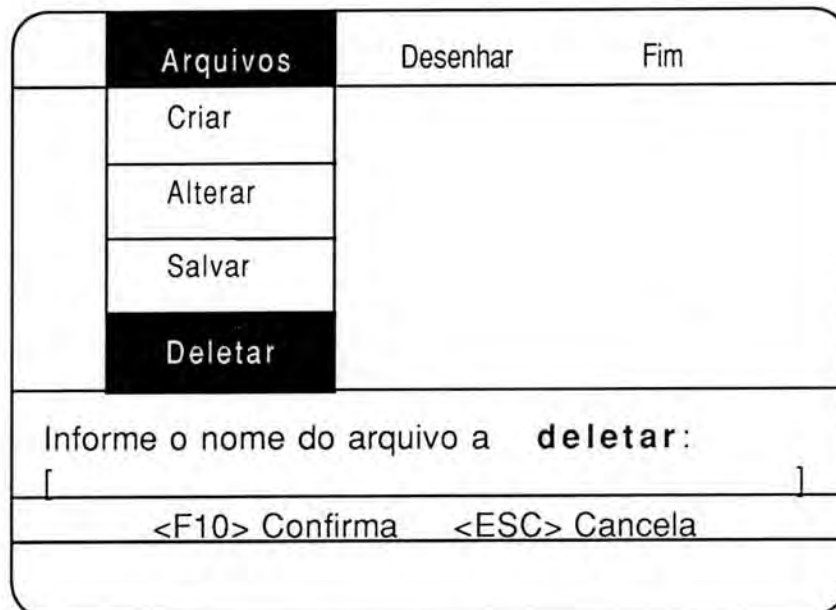 Arquivos Desenhar Fim
Criar
Alterar
Salvar
Deletar
Informe o nome do arquivo a deletar:
[ ]
<F10> Confirma <ESC> Cancela